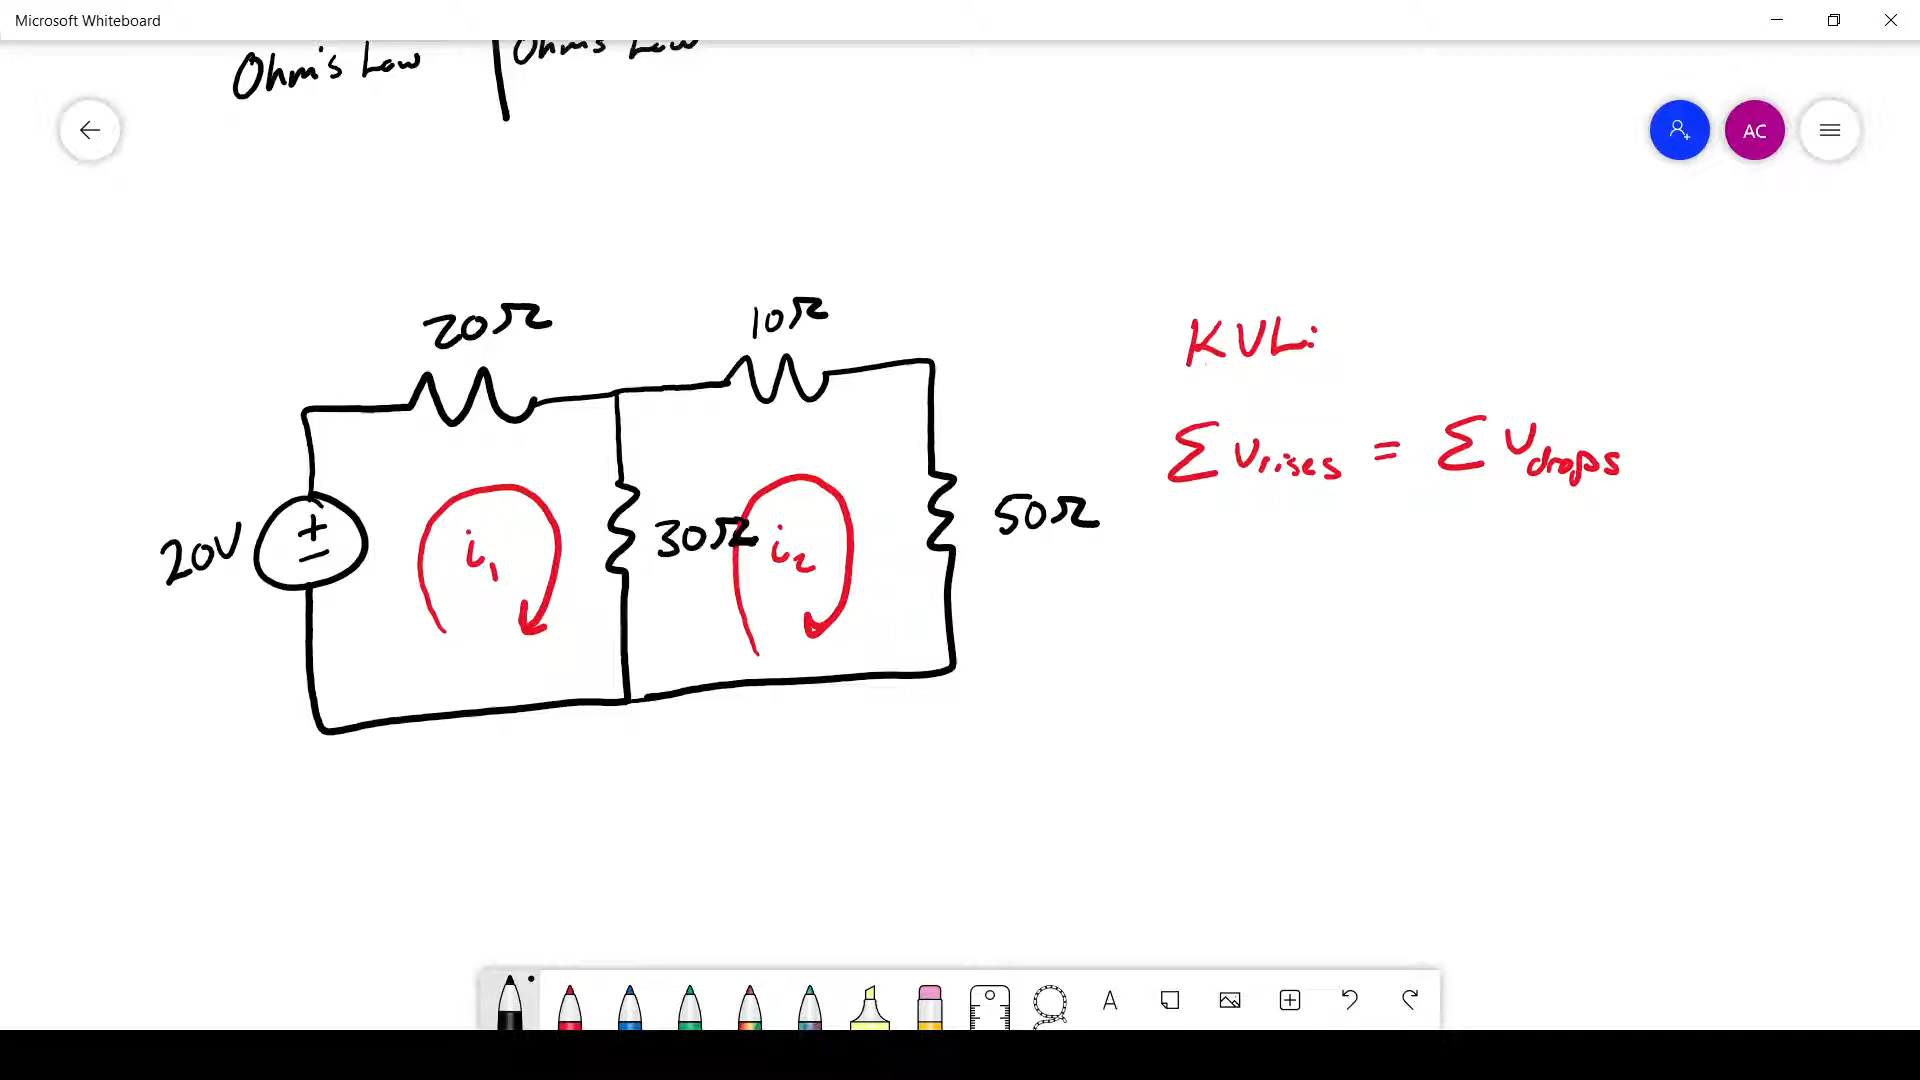 Microsoft Whiteboard
Ohm's Law
Ohm's Law
AC
20Ω
10Ω
KVL:
Σ Vrises = Σ Vdrops
20V
+
−
i1
30Ω
i2
50Ω
A